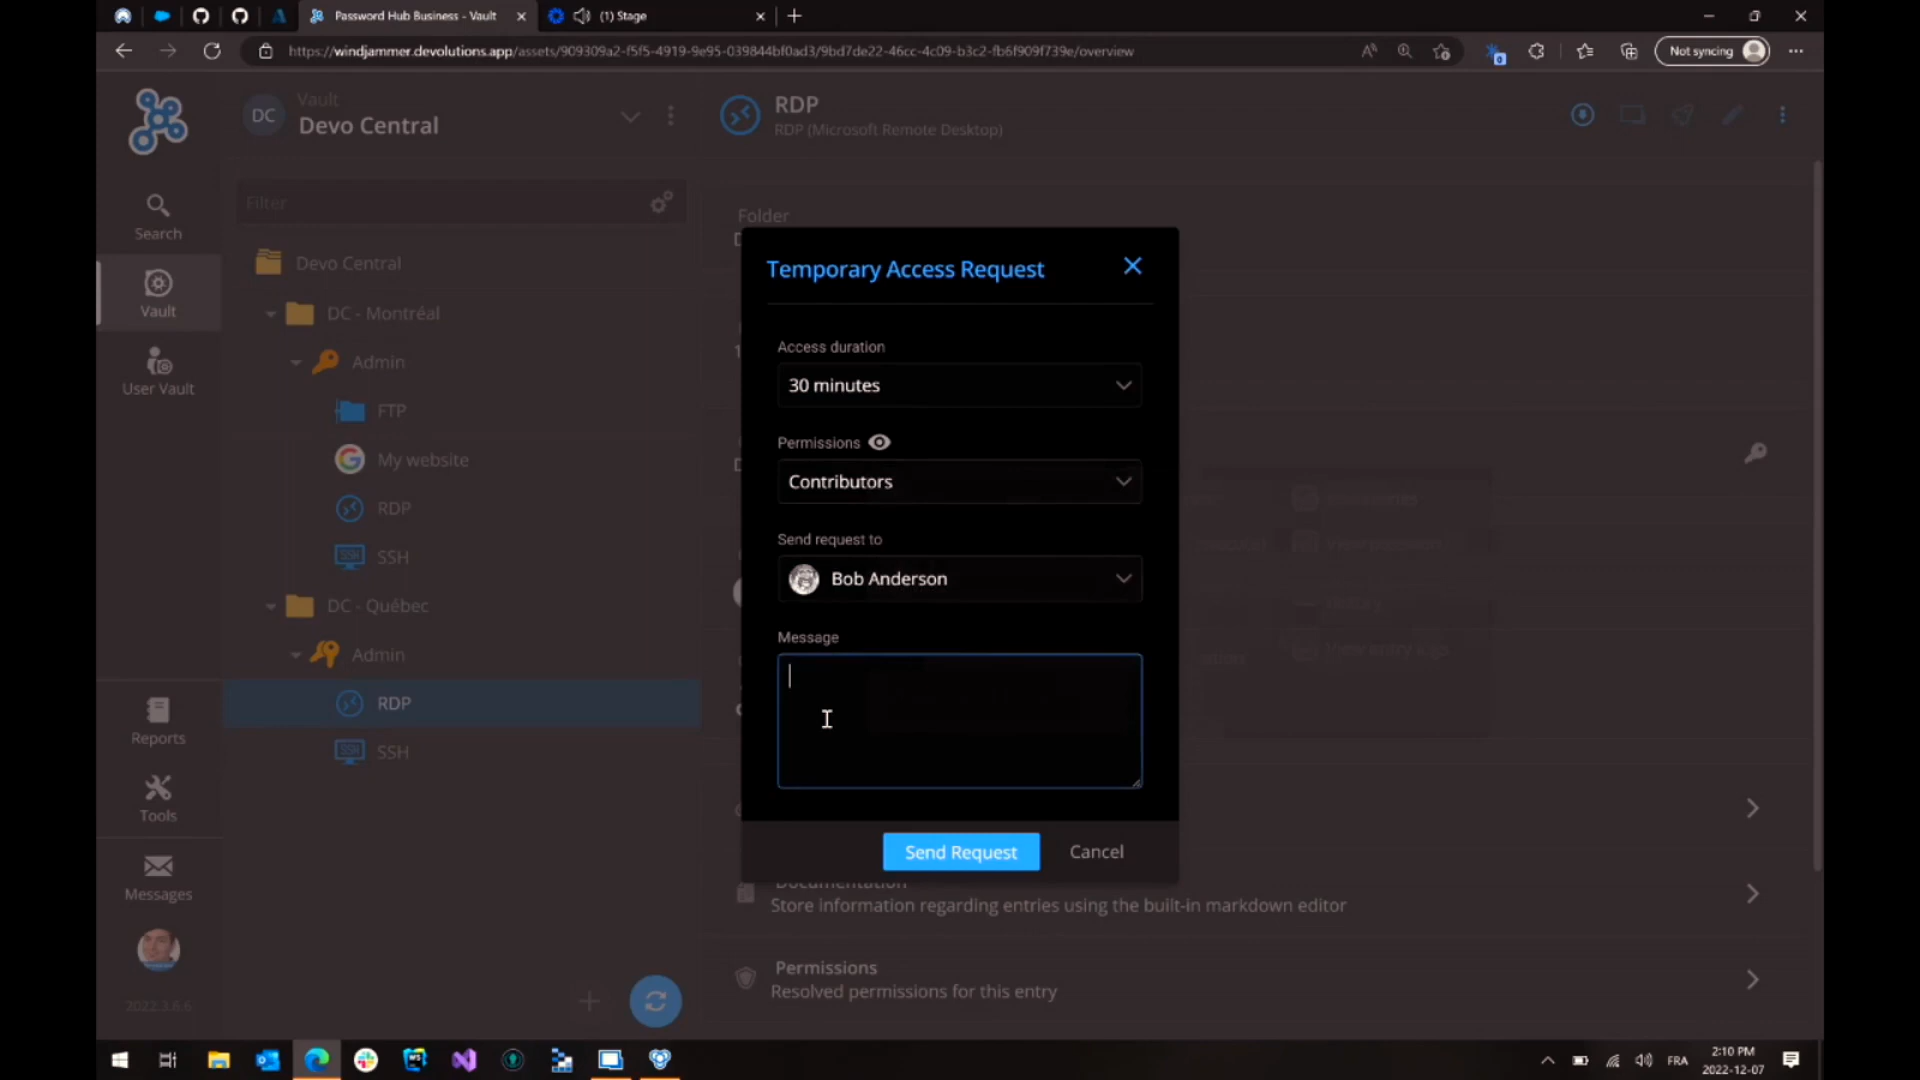 Password Hub Business - Vault
(1) Stage
https://windjammer.devolutions.app/assets/909309a2-f5f5-4919-9e95-039844bf0ad3/9bd7de22-46cc-4c09-b3c2-fb6f909f739e/overview
Not syncing
DC
Vault
Devo Central
RDP
RDP (Microsoft Remote Desktop)
Search
Vault
User Vault
Reports
Tools
Messages
2022.3.6.6
Filter
Devo Central
DC - Montréal
Admin
FTP
My website
RDP
SSH
DC - Québec
Admin
RDP
SSH
Folder
Temporary Access Request
Access duration
30 minutes
Permissions
Contributors
Send request to
Bob Anderson
Message
Send Request
Cancel
Documentation
Store information regarding entries using the built-in markdown editor
Permissions
Resolved permissions for this entry
FRA
2:10 PM
2022-12-07